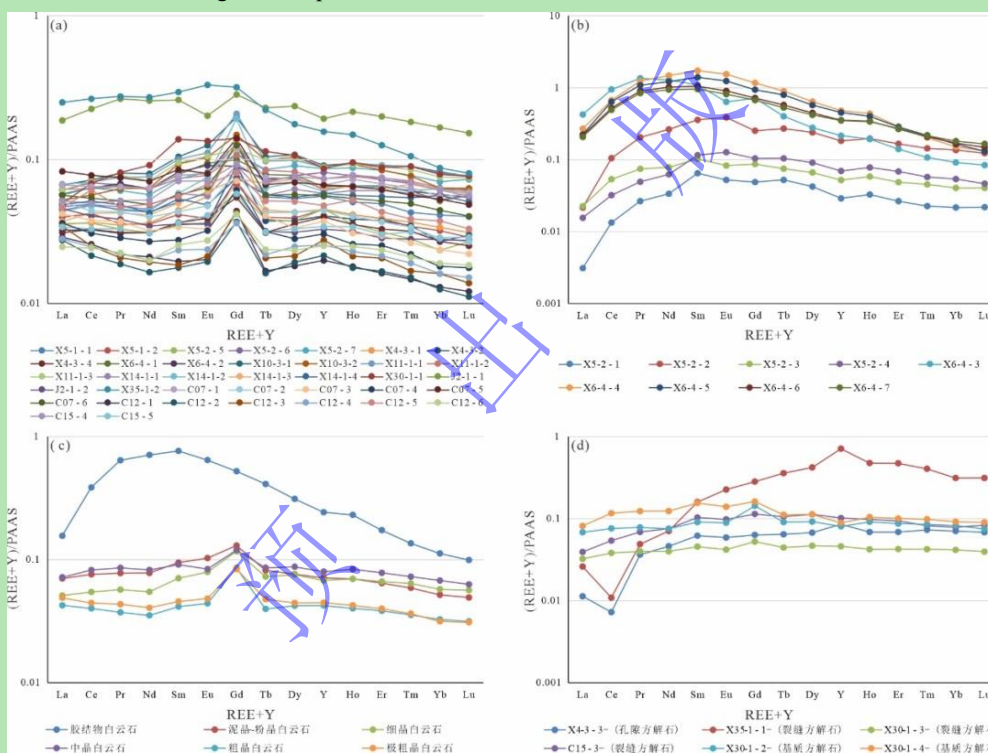 (a)
1
0.1
0.01
(REE+Y)/PAAS
La Ce Pr Nd Sm Eu Gd Tb Dy Y Ho Er Tm Yb Lu
REE+Y
X5-1-1 X5-1-2 X5-2-5 X5-2-6 X5-2-7 X4-3-1 X4-3-2
X4-3-4 X6-4-1 X6-4-2 X10-3-1 X10-3-2 X11-1-1 X11-1-2
X11-1-3 X14-1-1 X14-1-2 X14-1-3 X14-1-4 X30-1-1 J2-1-1
J2-1-2 X35-1-2 C07-1 C07-2 C07-3 C07-4 C07-5
C07-6 C12-1 C12-2 C12-3 C12-4 C12-5 C12-6
C15-4 C15-5
(b)
10
1
0.1
0.01
0.001
(REE+Y)/PAAS
La Ce Pr Nd Sm Eu Gd Tb Dy Y Ho Er Tm Yb Lu
REE+Y
X5-2-1 X5-2-2 X5-2-3 X5-2-4 X6-4-3
X6-4-4 X6-4-5 X6-4-6 X6-4-7
(c)
1
0.1
0.01
(REE+Y)/PAAS
La Ce Pr Nd Sm Eu Gd Tb Dy Y Ho Er Tm Yb Lu
REE+Y
胶结物白云石 泥晶-粉晶白云石 细晶白云石
中晶白云石 粗晶白云石 极粗晶白云石
(d)
1
0.1
0.01
0.001
(REE+Y)/PAAS
La Ce Pr Nd Sm Eu Gd Tb Dy Y Ho Er Tm Yb Lu
REE+Y
X4-3-3-(孔隙方解石) X35-1-1-(裂缝方解石) X30-1-3-(裂缝方解石
C15-3-(裂缝方解石) X30-1-2-(基质方解石) X30-1-4-(基质方解石
预
出
版